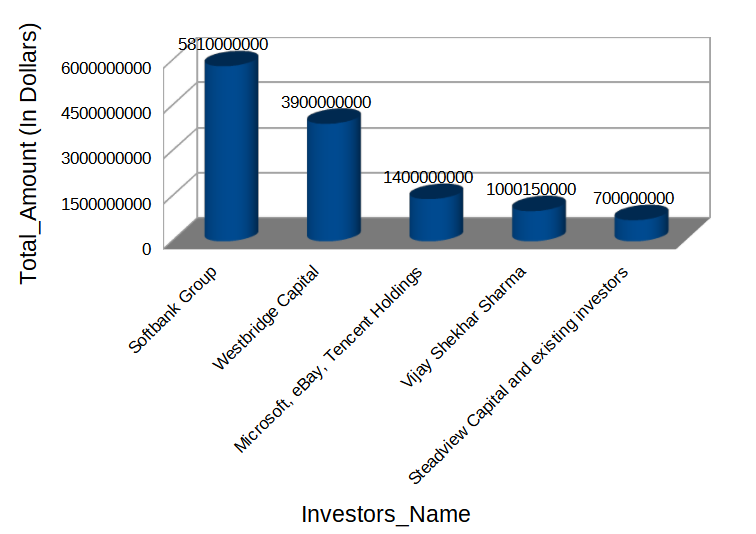 Total_Amount (In Dollars)
6000000000
4500000000
3000000000
1500000000
0
5810000000
3900000000
1400000000
1000150000
700000000
Softbank Group
Westbridge Capital
Microsoft, eBay, Tencent Holdings
Vijay Shekhar Sharma
Steadview Capital and existing investors
Investors_Name